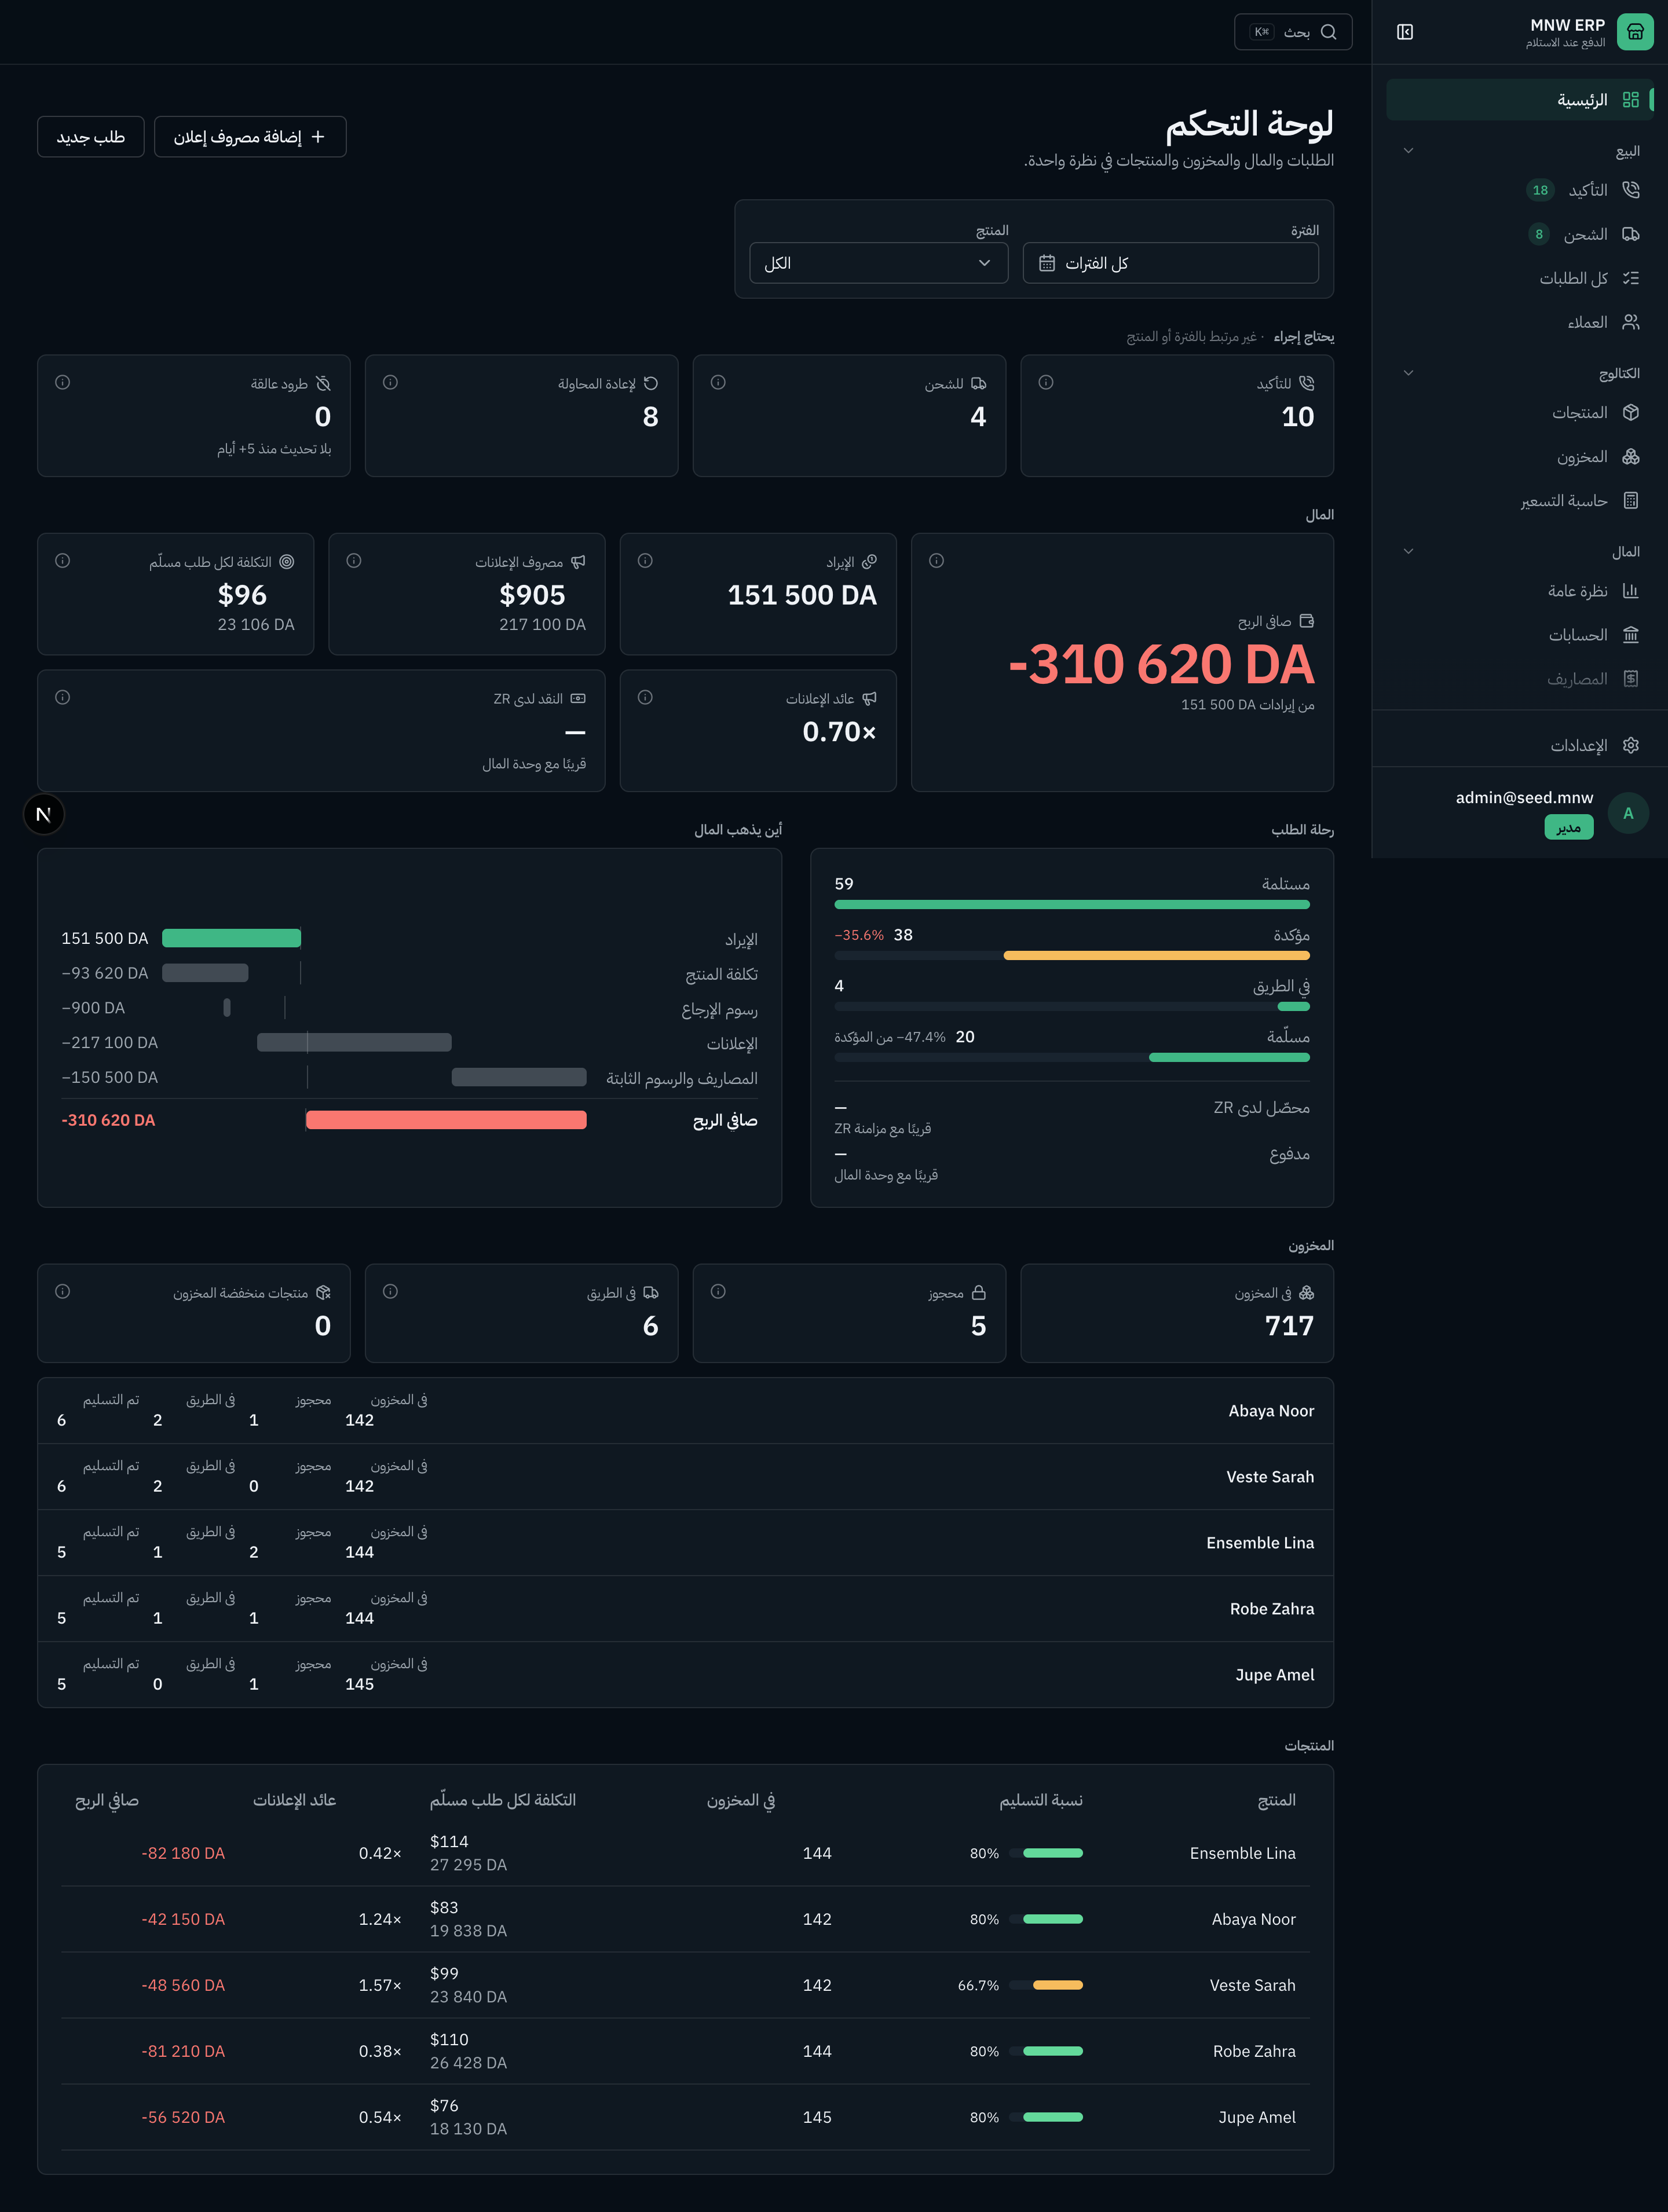 MNW ERP
الدفع عند الاستلام
بحث ⌘K
الرئيسية
البيع
التأكيد 18
الشحن 8
كل الطلبات
العملاء
الكتالوج
المنتجات
المخزون
حاسبة التسعير
المال
نظرة عامة
الحسابات
المصاريف
الإعدادات
A
admin@seed.mnw
مدير
لوحة التحكم
الطلبات والمال والمخزون والمنتجات في نظرة واحدة.
إضافة مصروف إعلان
طلب جديد
الفترة
كل الفترات
المنتج
الكل
يحتاج إجراء · غير مرتبط بالفترة أو المنتج
للتأكيد
10
للشحن
4
لإعادة المحاولة
8
طرود عالقة
0
بلا تحديث منذ 5+ أيام
المال
صافي الربح
-310 620 DA
من إيرادات 151 500 DA
الإيراد
151 500 DA
مصروف الإعلانات
$905
217 100 DA
التكلفة لكل طلب مسلّم
$96
23 106 DA
عائد الإعلانات
0.70×
النقد لدى ZR
—
قريبًا مع وحدة المال
رحلة الطلب
مستلمة 59
مؤكدة 38 −35.6%
في الطريق 4
مسلّمة 20 −47.4% من المؤكدة
محصّل لدى ZR —
قريبًا مع مزامنة ZR
مدفوع —
قريبًا مع وحدة المال
أين يذهب المال
الإيراد 151 500 DA
تكلفة المنتج −93 620 DA
رسوم الإرجاع −900 DA
الإعلانات −217 100 DA
المصاريف والرسوم الثابتة −150 500 DA
صافي الربح -310 620 DA
المخزون
في المخزون
717
محجوز
5
في الطريق
6
منتجات منخفضة المخزون
0
Abaya Noor
في المخزون محجوز في الطريق تم التسليم
142 1 2 6
Veste Sarah
في المخزون محجوز في الطريق تم التسليم
142 0 2 6
Ensemble Lina
في المخزون محجوز في الطريق تم التسليم
144 2 1 5
Robe Zahra
في المخزون محجوز في الطريق تم التسليم
144 1 1 5
Jupe Amel
في المخزون محجوز في الطريق تم التسليم
145 1 0 5
المنتجات
المنتج نسبة التسليم في المخزون التكلفة لكل طلب مسلّم عائد الإعلانات صافي الربح
Ensemble Lina 80% 144 $114 27 295 DA 0.42× -82 180 DA
Abaya Noor 80% 142 $83 19 838 DA 1.24× -42 150 DA
Veste Sarah 66.7% 142 $99 23 840 DA 1.57× -48 560 DA
Robe Zahra 80% 144 $110 26 428 DA 0.38× -81 210 DA
Jupe Amel 80% 145 $76 18 130 DA 0.54× -56 520 DA